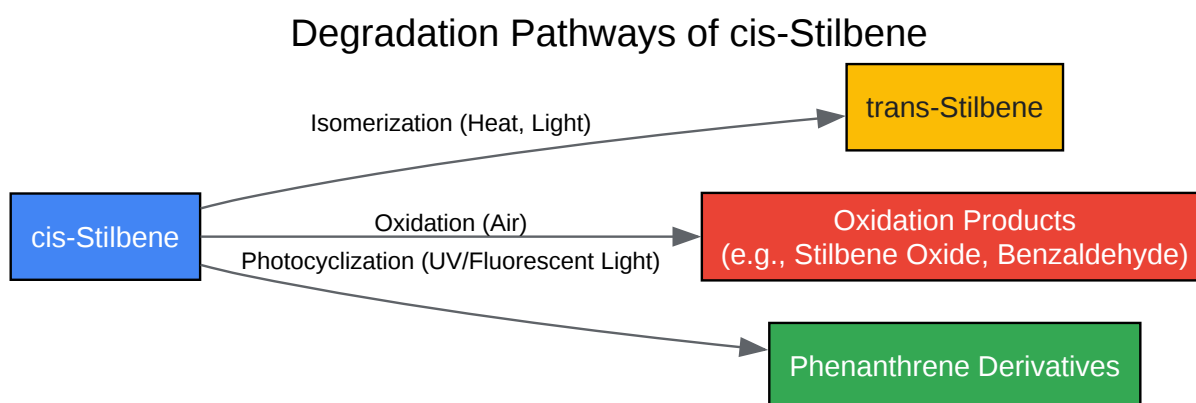 Degradation Pathways of cis-Stilbene
trans-Stilbene
Isomerization (Heat, Light)
cis-Stilbene
Oxidation (Air)
Oxidation Products
(e.g., Stilbene Oxide, Benzaldehyde)
Photocyclization (UV/Fluorescent Light)
Phenanthrene Derivatives